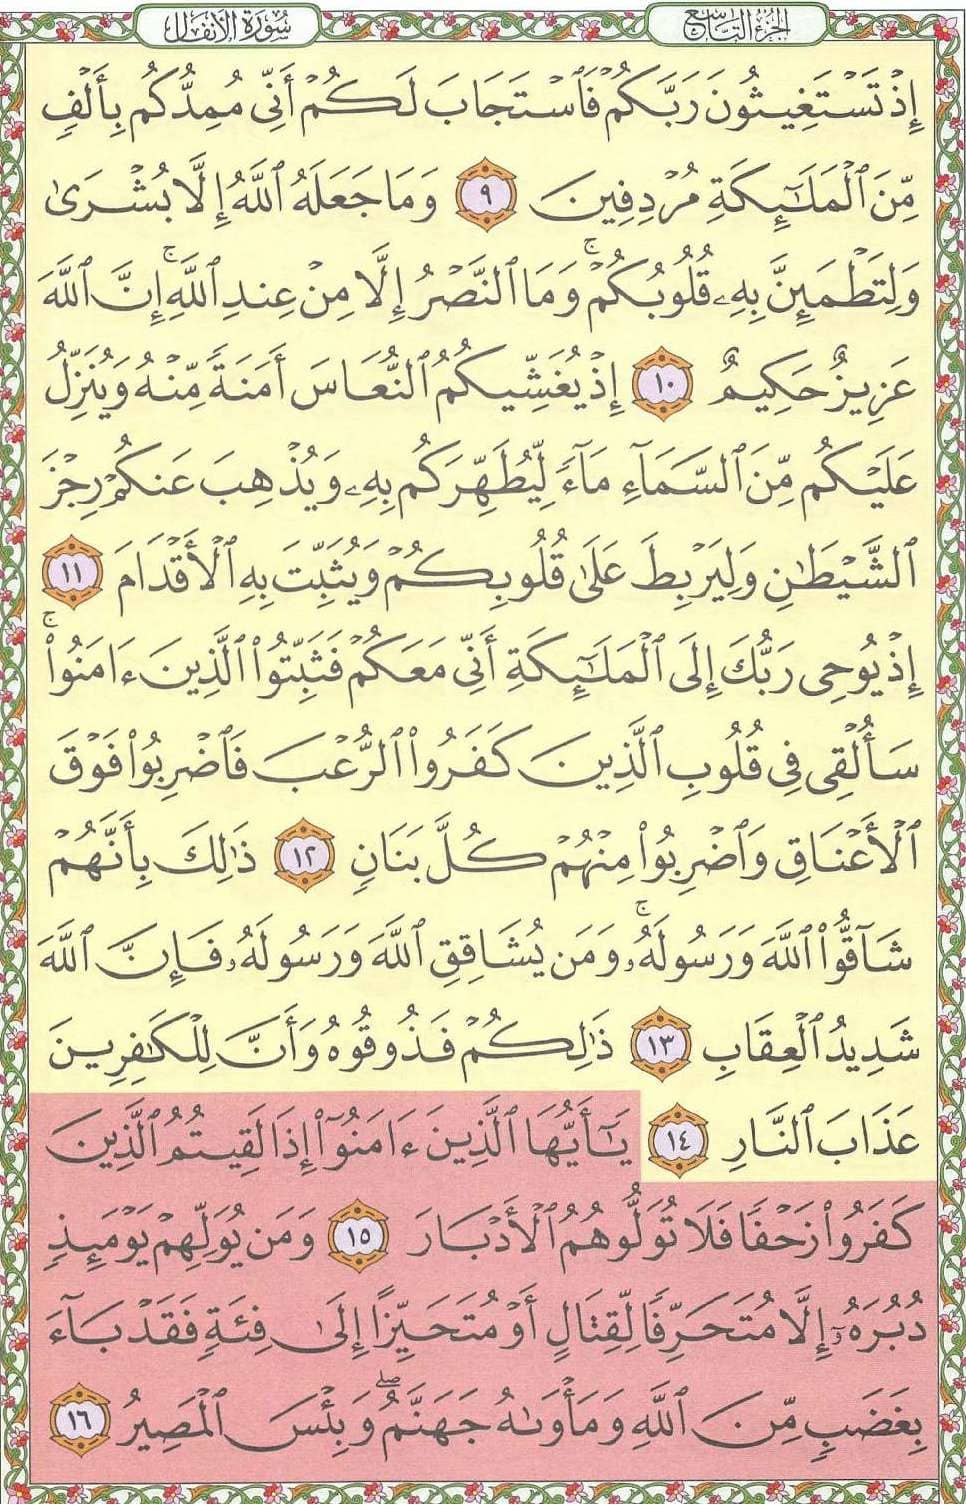 الجزء التاسع
سورة الأنفال
إِذْ تَسْتَغِيثُونَ رَبَّكُمْ فَٱسْتَجَابَ لَكُمْ أَنِّى مُمِدُّكُم بِأَلْفٍ
مِّنَ ٱلْمَلَـٰٓئِكَةِ مُرْدِفِينَ ٩ وَمَا جَعَلَهُ ٱللَّهُ إِلَّا بُشْرَىٰ
وَلِتَطْمَئِنَّ بِهِۦ قُلُوبُكُمْ ۚ وَمَا ٱلنَّصْرُ إِلَّا مِنْ عِندِ ٱللَّهِ ۚ إِنَّ ٱللَّهَ
عَزِيزٌ حَكِيمٌ ١٠ إِذْ يُغَشِّيكُمُ ٱلنُّعَاسَ أَمَنَةً مِّنْهُ وَيُنَزِّلُ
عَلَيْكُم مِّنَ ٱلسَّمَآءِ مَآءً لِّيُطَهِّرَكُم بِهِۦ وَيُذْهِبَ عَنكُمْ رِجْزَ
ٱلشَّيْطَـٰنِ وَلِيَرْبِطَ عَلَىٰ قُلُوبِكُمْ وَيُثَبِّتَ بِهِ ٱلْأَقْدَامَ ١١
إِذْ يُوحِى رَبُّكَ إِلَى ٱلْمَلَـٰٓئِكَةِ أَنِّى مَعَكُمْ فَثَبِّتُوا۟ ٱلَّذِينَ ءَامَنُوا۟ ۚ
سَأُلْقِى فِى قُلُوبِ ٱلَّذِينَ كَفَرُوا۟ ٱلرُّعْبَ فَٱضْرِبُوا۟ فَوْقَ
ٱلْأَعْنَاقِ وَٱضْرِبُوا۟ مِنْهُمْ كُلَّ بَنَانٍ ١٢ ذَٰلِكَ بِأَنَّهُمْ
شَآقُّوا۟ ٱللَّهَ وَرَسُولَهُۥ ۚ وَمَن يُشَاقِقِ ٱللَّهَ وَرَسُولَهُۥ فَإِنَّ ٱللَّهَ
شَدِيدُ ٱلْعِقَابِ ١٣ ذَٰلِكُمْ فَذُوقُوهُ وَأَنَّ لِلْكَـٰفِرِينَ
عَذَابَ ٱلنَّارِ ١٤ يَـٰٓأَيُّهَا ٱلَّذِينَ ءَامَنُوٓا۟ إِذَا لَقِيتُمُ ٱلَّذِينَ
كَفَرُوا۟ زَحْفًا فَلَا تُوَلُّوهُمُ ٱلْأَدْبَارَ ١٥ وَمَن يُوَلِّهِمْ يَوْمَئِذٍ
دُبُرَهُۥٓ إِلَّا مُتَحَرِّفًا لِّقِتَالٍ أَوْ مُتَحَيِّزًا إِلَىٰ فِئَةٍ فَقَدْ بَآءَ
بِغَضَبٍ مِّنَ ٱللَّهِ وَمَأْوَىٰهُ جَهَنَّمُ ۖ وَبِئْسَ ٱلْمَصِيرُ ١٦